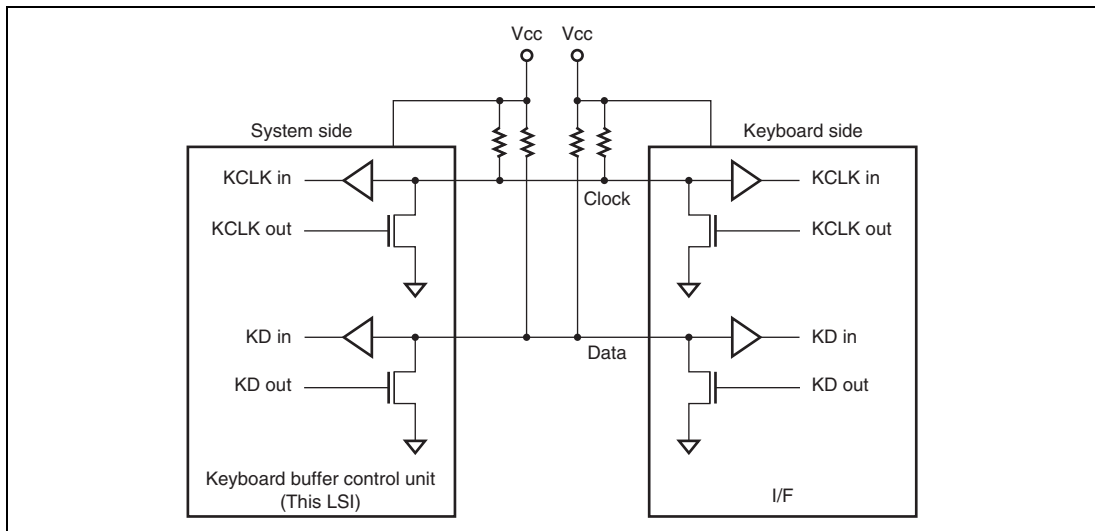 Vcc Vcc
System side
Keyboard side
KCLK in
KCLK in
Clock
KCLK out
KCLK out
KD in
KD in
Data
KD out
KD out
Keyboard buffer control unit
(This LSI)
I/F